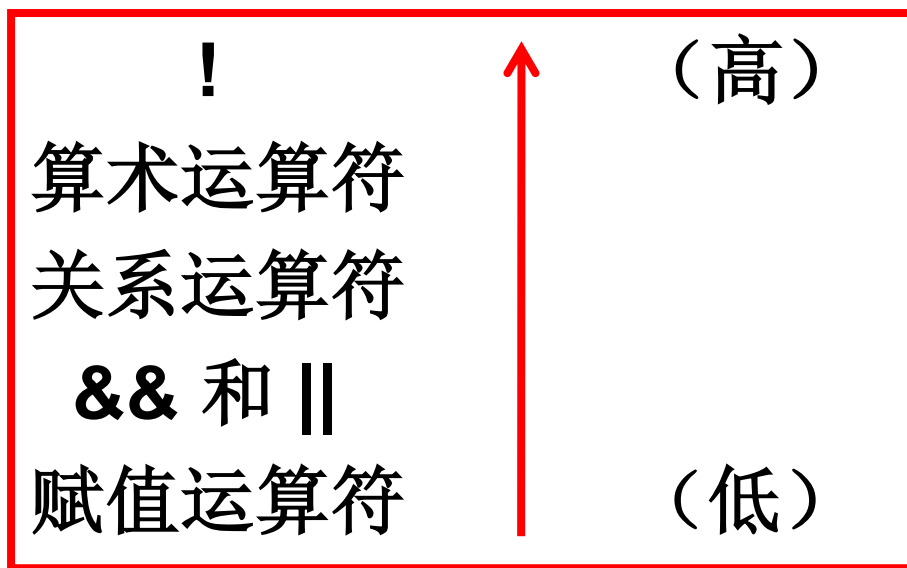 ! （高）
算术运算符
关系运算符
&& 和 ||
赋值运算符 （低）